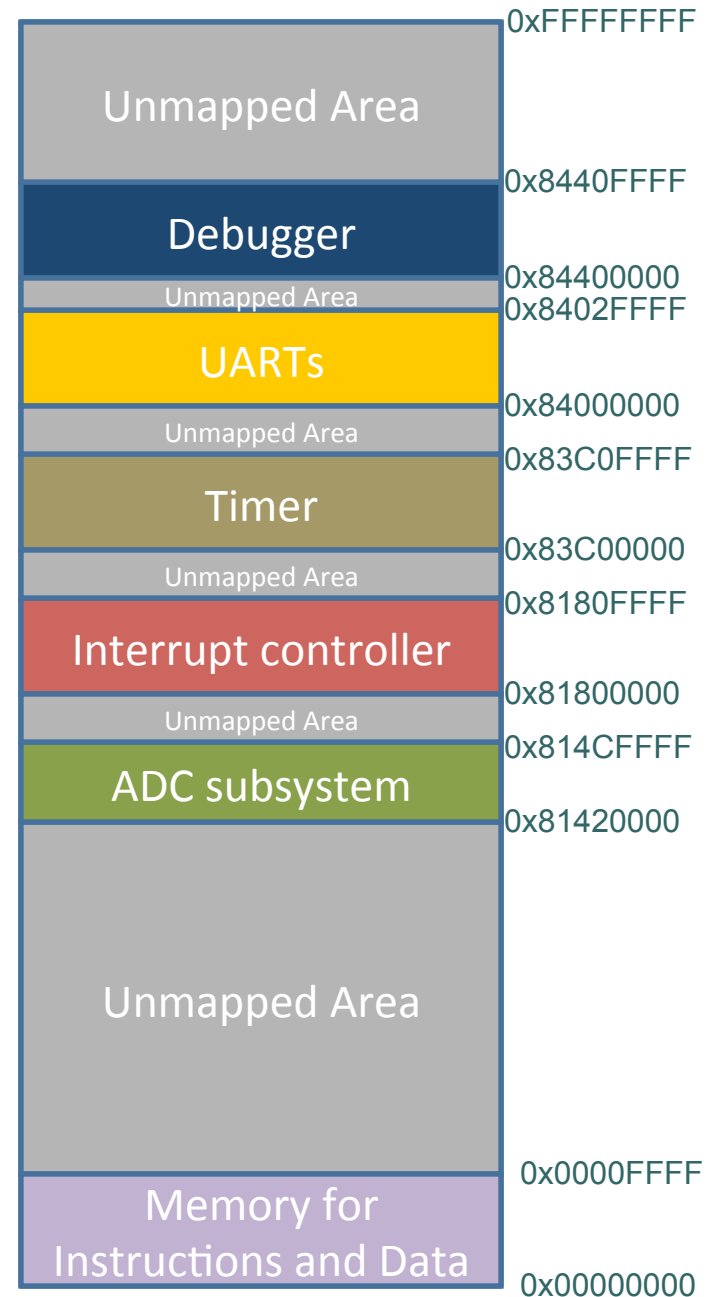 0xFFFFFFFF
Unmapped Area
0x8440FFFF
Debugger
0x84400000
Unmapped Area
0x8402FFFF
UARTs
0x84000000
Unmapped Area
0x83C0FFFF
Timer
0x83C00000
Unmapped Area
0x8180FFFF
Interrupt controller
0x81800000
Unmapped Area
0x814CFFFF
ADC subsystem
0x81420000
Unmapped Area
0x0000FFFF
Memory for
Instructions and Data
0x00000000